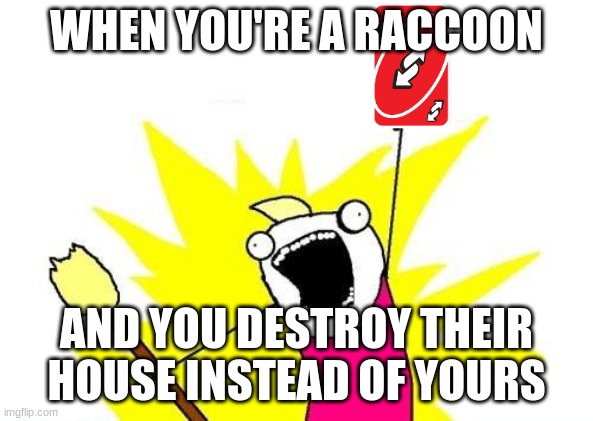 WHEN YOU'RE A RACCOON
AND YOU DESTROY THEIR
HOUSE INSTEAD OF YOURS
imgflip.com